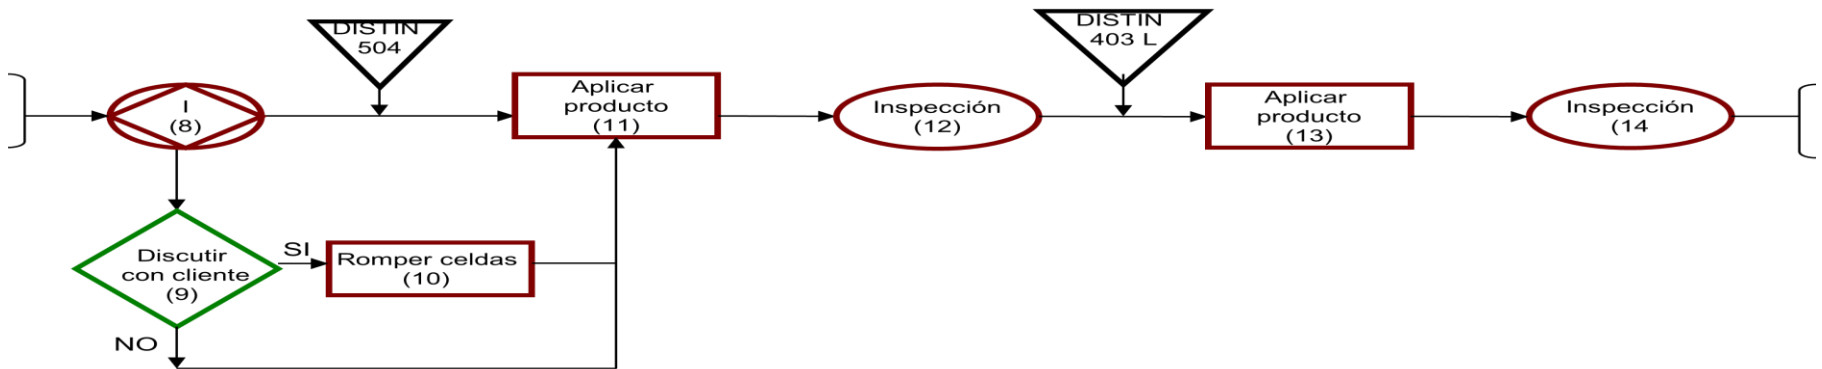 DISTIN
504
DISTIN
403 L
I
(8)
Aplicar
producto
(11)
Inspección
(12)
Aplicar
producto
(13)
Inspección
(14
Discutir
con cliente
(9)
SI
Romper celdas
(10)
NO